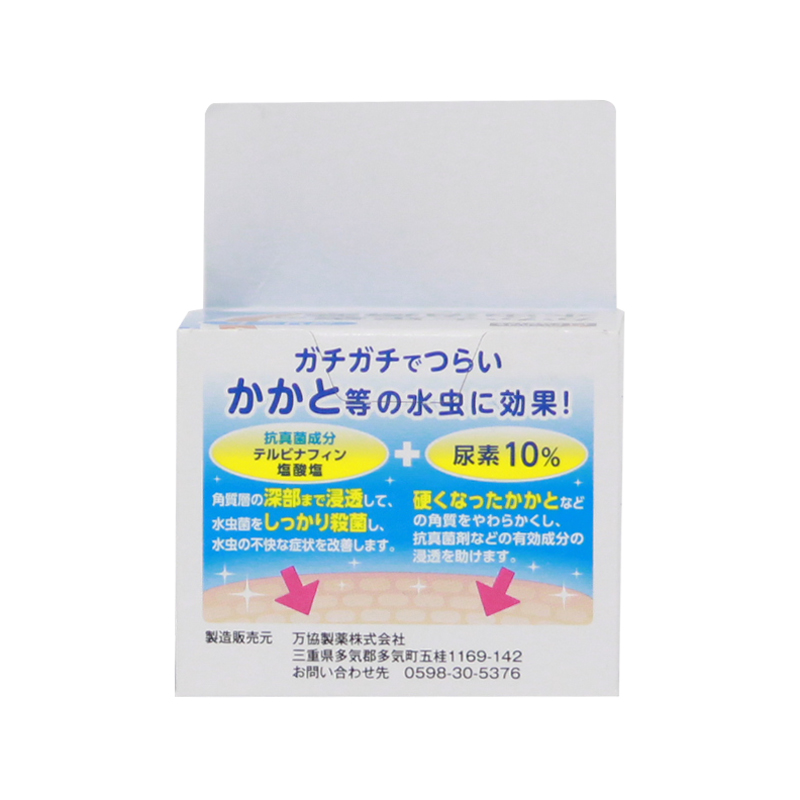 ガチガチでつらい
かかと等の水虫に効果!
抗真菌成分
テルビナフィン
塩酸塩
+
尿素10%
角質層の深部まで浸透して、
水虫菌をしっかり殺菌し、
水虫の不快な症状を改善します。
硬くなったかかとなど
の角質をやわらかくし、
抗真菌剤などの有効成分の
浸透を助けます。
製造販売元 万協製薬株式会社
三重県多気郡多気町五桂1169-142
お問い合わせ先 0598-30-5376